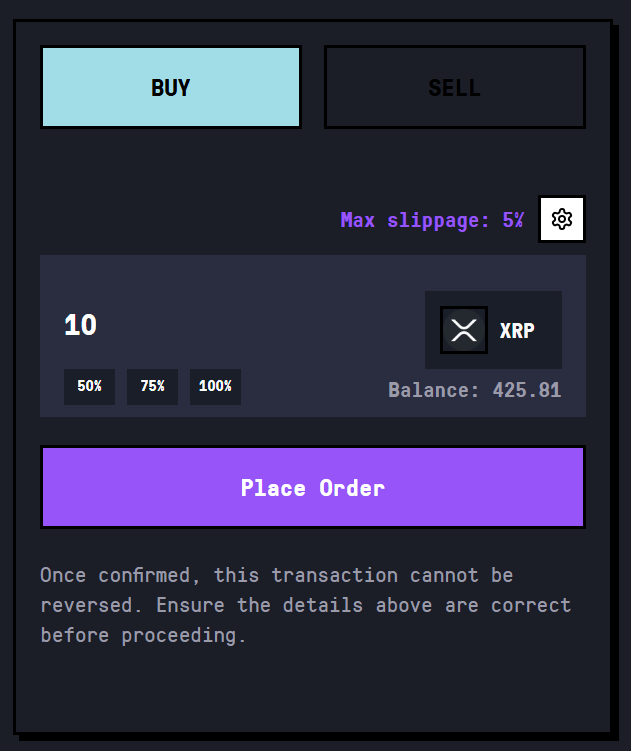 BUY
SELL
Max slippage: 5%
10
XRP
50%
75%
100%
Balance: 425.81
Place Order
Once confirmed, this transaction cannot be
reversed. Ensure the details above are correct
before proceeding.